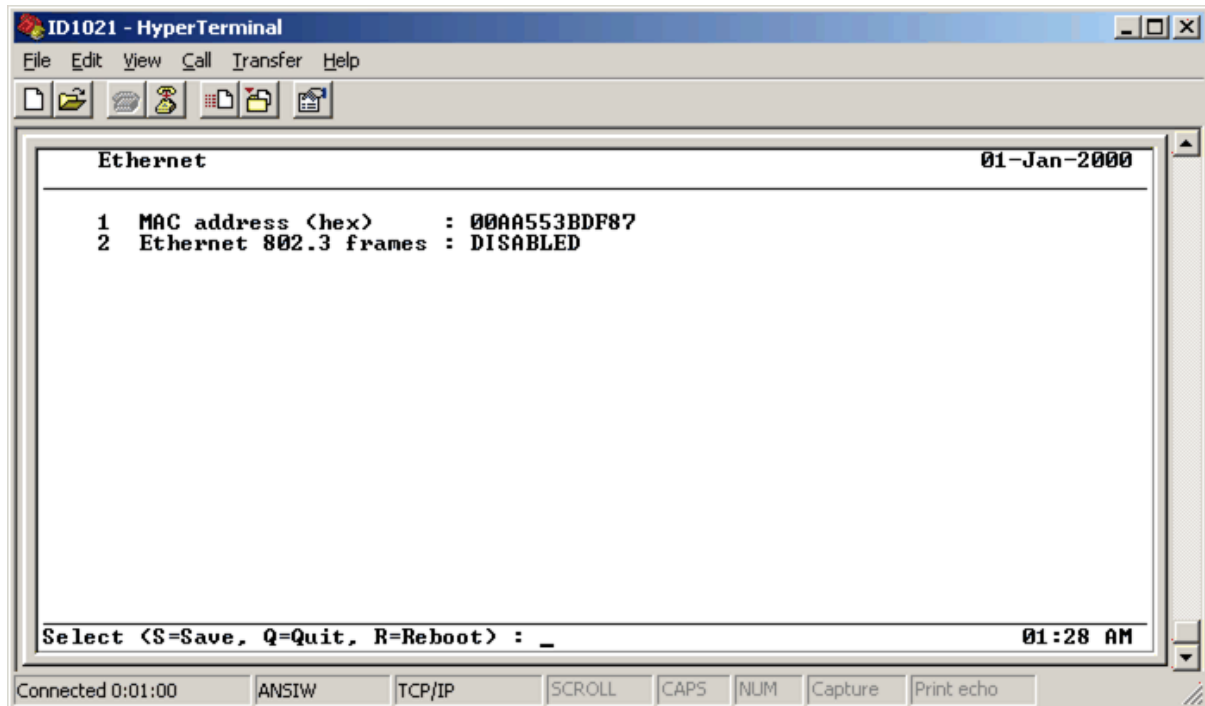 ID1021 - HyperTerminal
File Edit View Call Transfer Help
Ethernet 01-Jan-2000
1 MAC address (hex) : 00AA553BDF87
2 Ethernet 802.3 frames : DISABLED
Select (S=Save, Q=Quit, R=Reboot) : _ 01:28 AM
Connected 0:01:00 ANSIW TCP/IP SCROLL CAPS NUM Capture Print echo